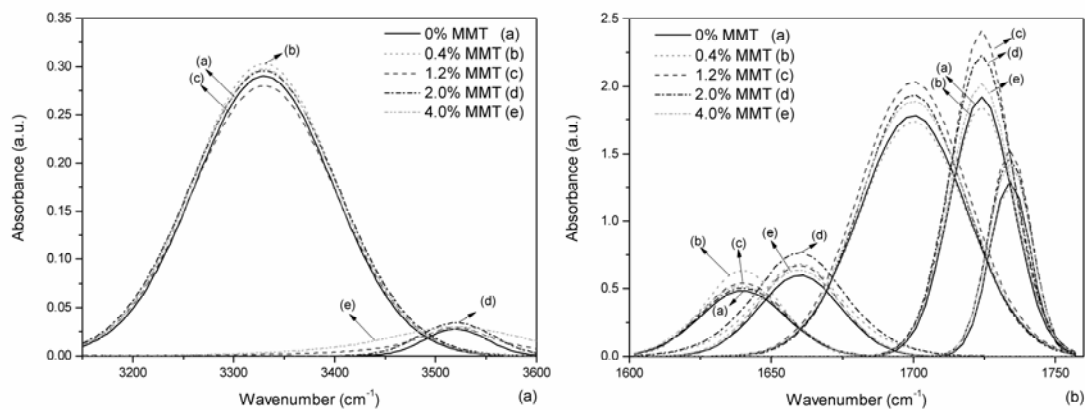 0.35
0.30
0.25
0.20
0.15
0.10
0.05
0.00
Absorbance (a.u.)
3200 3300 3400 3500 3600
Wavenumber (cm-1)
(a)
0% MMT (a)
0.4% MMT (b)
1.2% MMT (c)
2.0% MMT (d)
4.0% MMT (e)
(b)
(a)
(c)
(e)
(d)
2.5
2.0
1.5
1.0
0.5
0.0
Absorbance (a.u.)
1600 1650 1700 1750
Wavenumber (cm-1)
(b)
0% MMT (a)
0.4% MMT (b)
1.2% MMT (c)
2.0% MMT (d)
4.0% MMT (e)
(c)
(d)
(a)
(b)
(e)
(b)
(c)
(e)
(d)
(a)